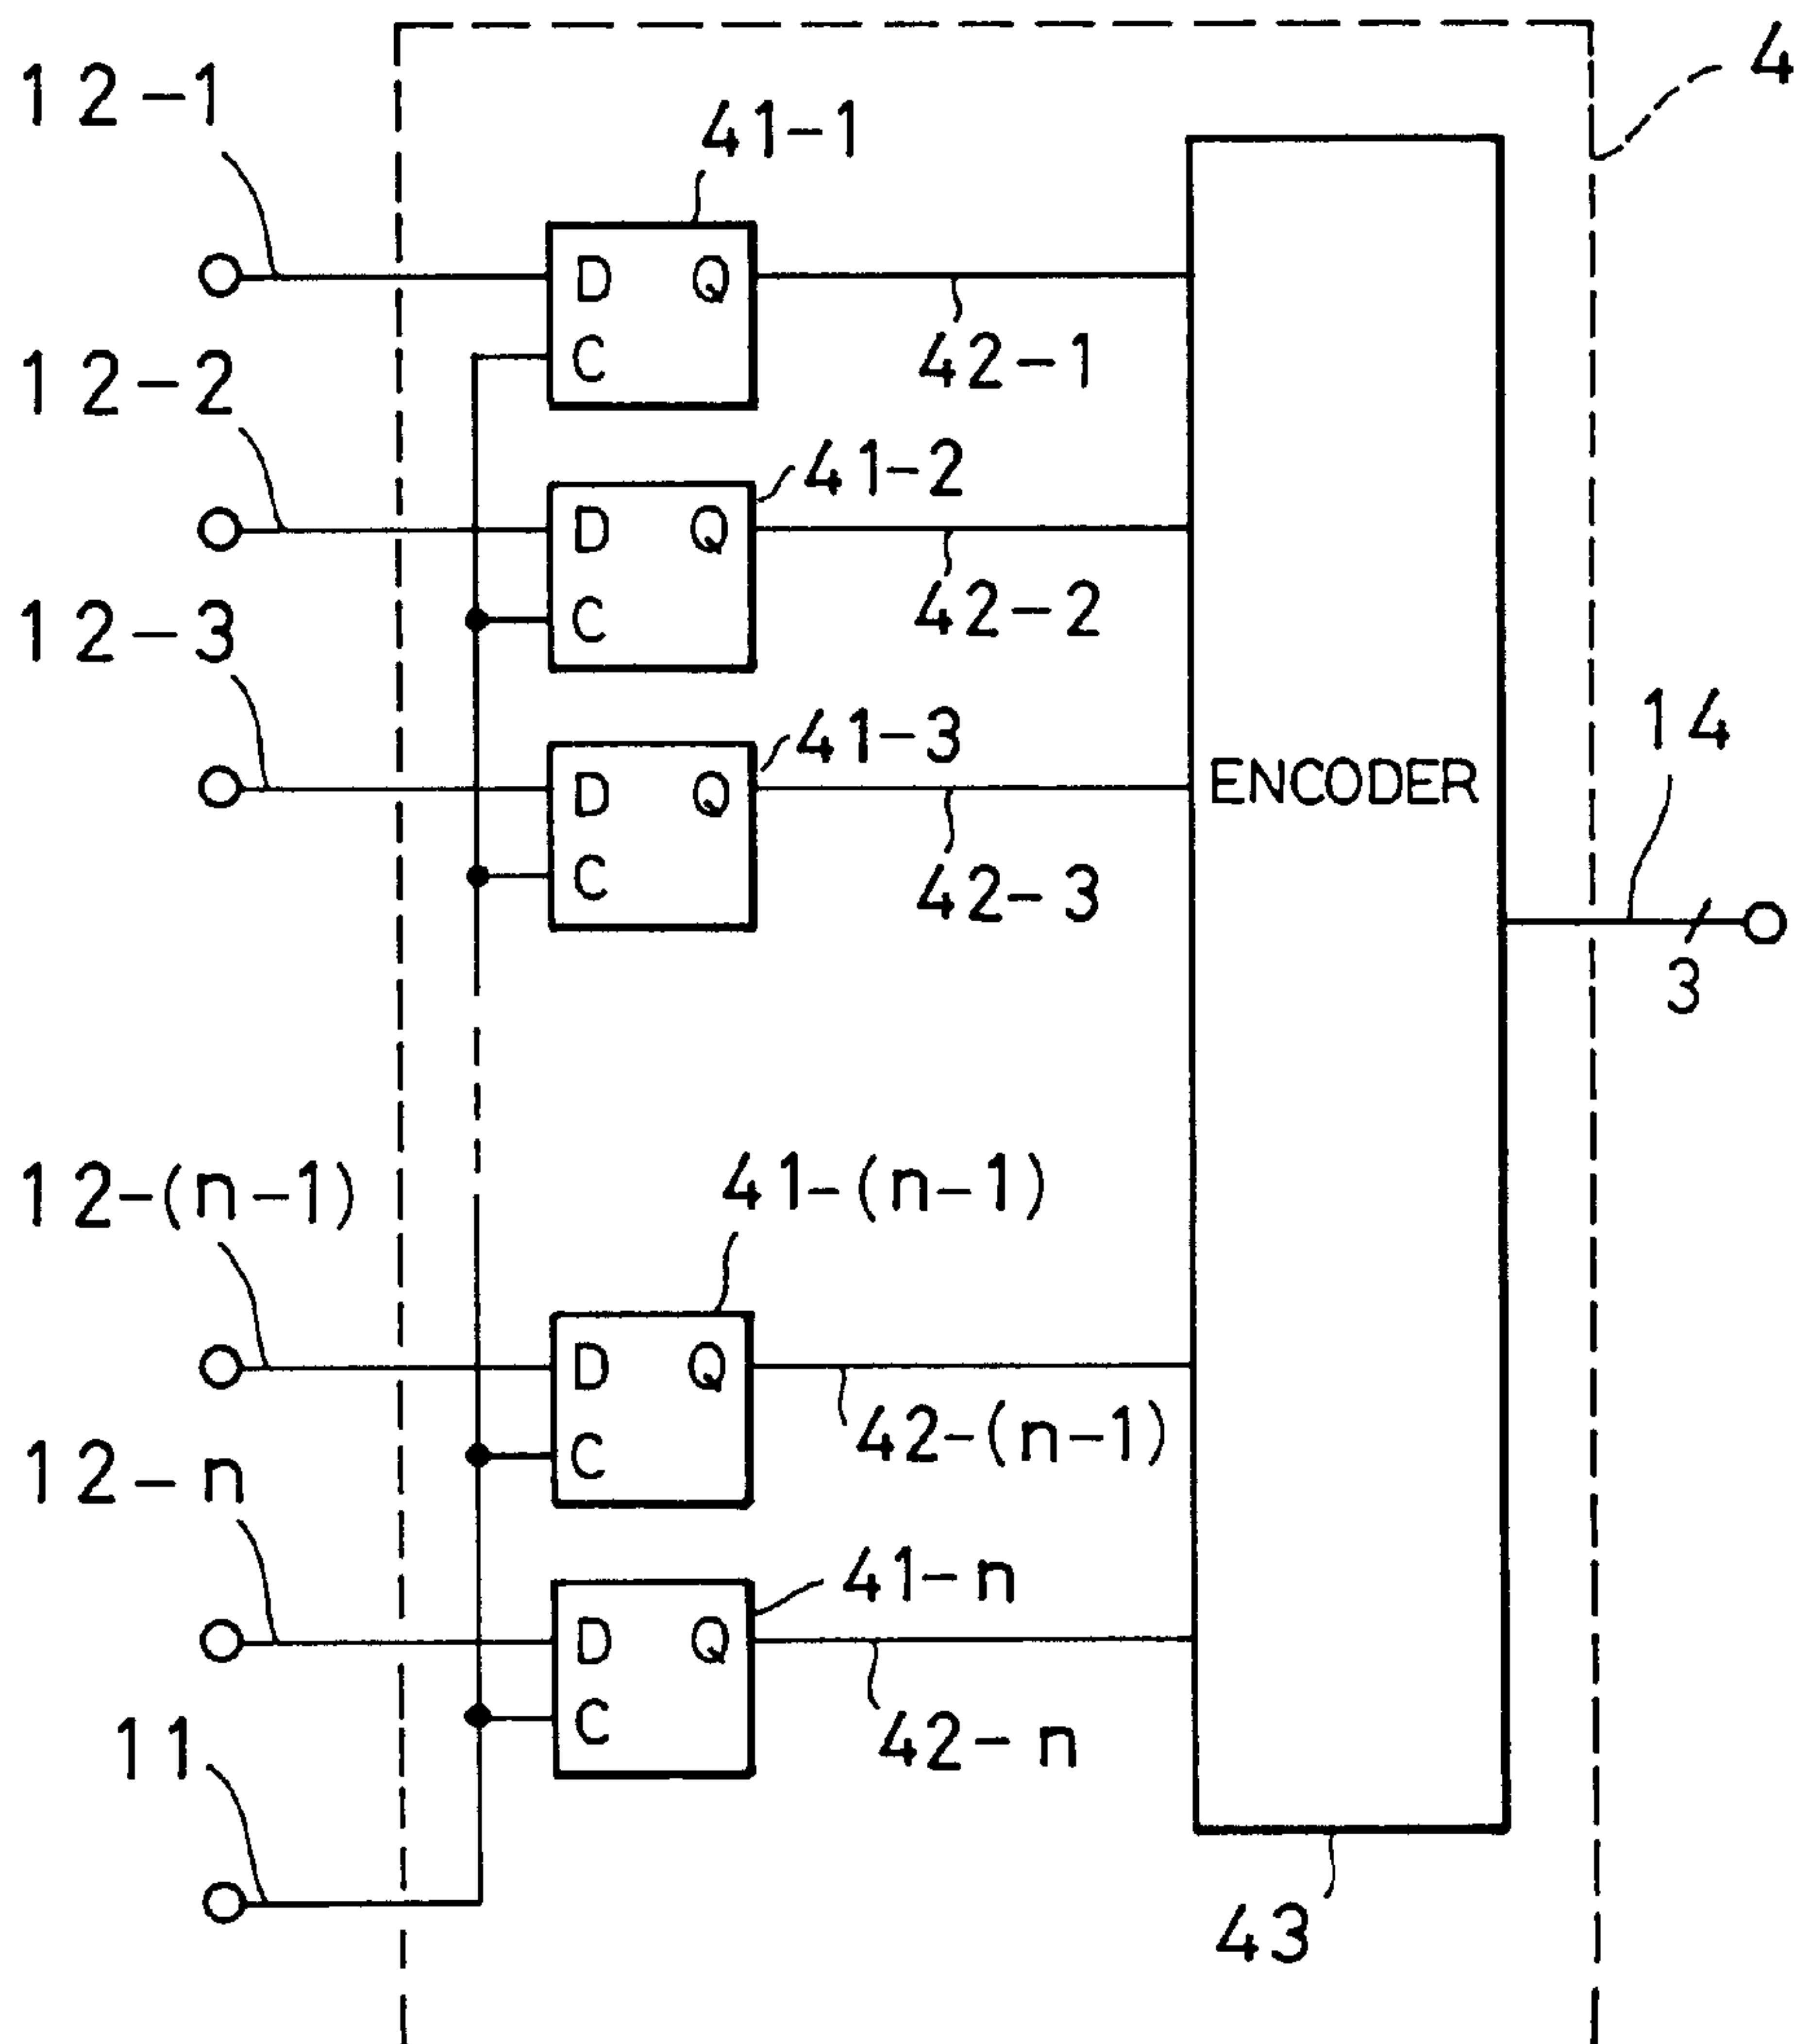 4
12-1
41-1
D Q
C
42-1
12-2
41-2
D Q
C
42-2
12-3
41-3
D Q
C
42-3
ENCODER
14
3
12-(n-1)
41-(n-1)
D Q
C
42-(n-1)
12-n
41-n
D Q
C
42-n
11
43